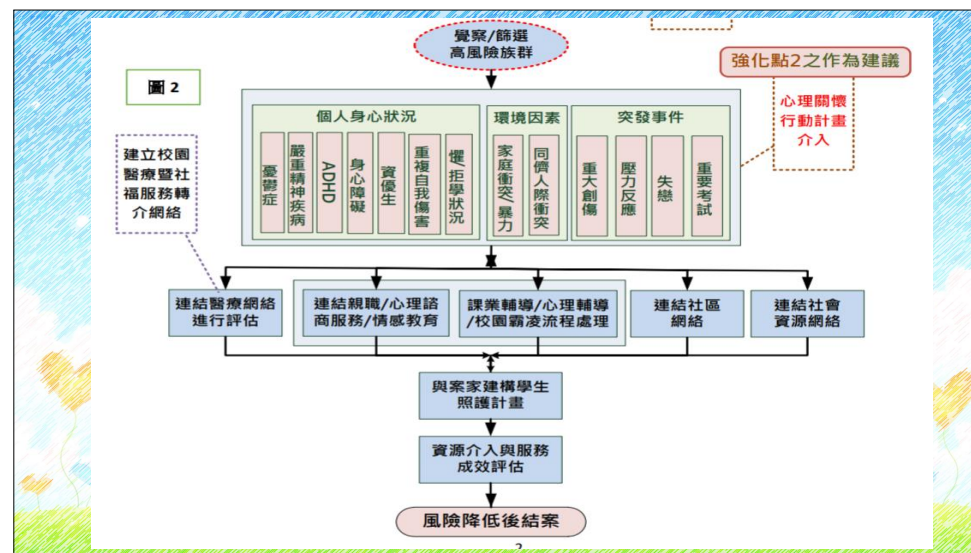 覺察/篩選
高風險族群
強化點2之作為建議
圖 2
心理關懷
行動計畫
介入
個人身心狀況
環境因素
突發事件
憂鬱症
嚴重精神疾病
ADHD
身心障礙
資優生
重複自我傷害
懼/拒學狀況
家庭衝突/暴力
同儕人際衝突
重大創傷
壓力反應
失戀
重要考試
建立校園
醫療暨社
福服務轉
介網絡
連結醫療網絡
進行評估
連結親職/心理諮
商服務/情感教育
課業輔導/心理輔導
/校園霸凌流程處理
連結社區
網絡
連結社會
資源網絡
與案家建構學生
照護計畫
資源介入與服務
成效評估
風險降低後結案
2